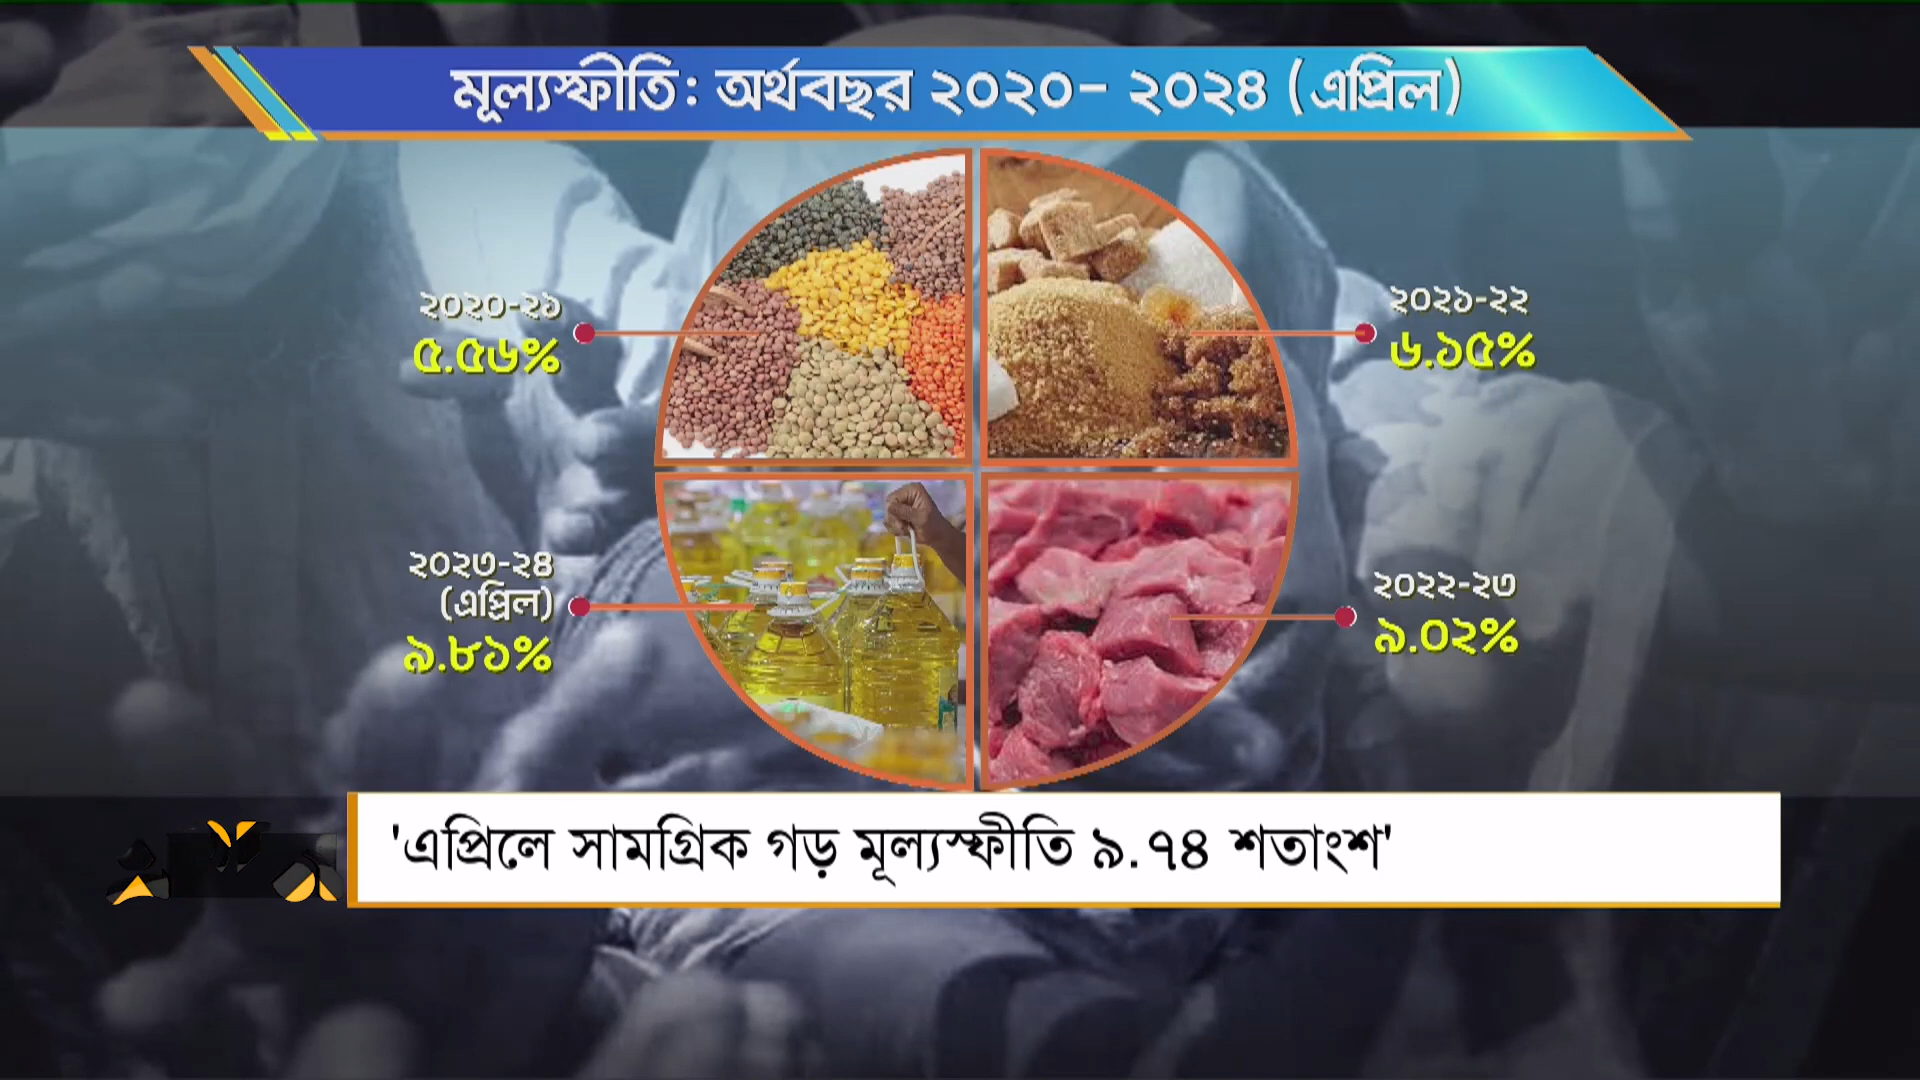 মূল্যস্ফীতি: অর্থবছর ২০২০- ২০২৪ (এপ্রিল)
২০২০-২১
৫.৫৬%
২০২১-২২
৬.১৫%
২০২৩-২৪
(এপ্রিল)
৯.৮১%
২০২২-২৩
৯.০২%
'এপ্রিলে সামগ্রিক গড় মূল্যস্ফীতি ৯.৭৪ শতাংশ'